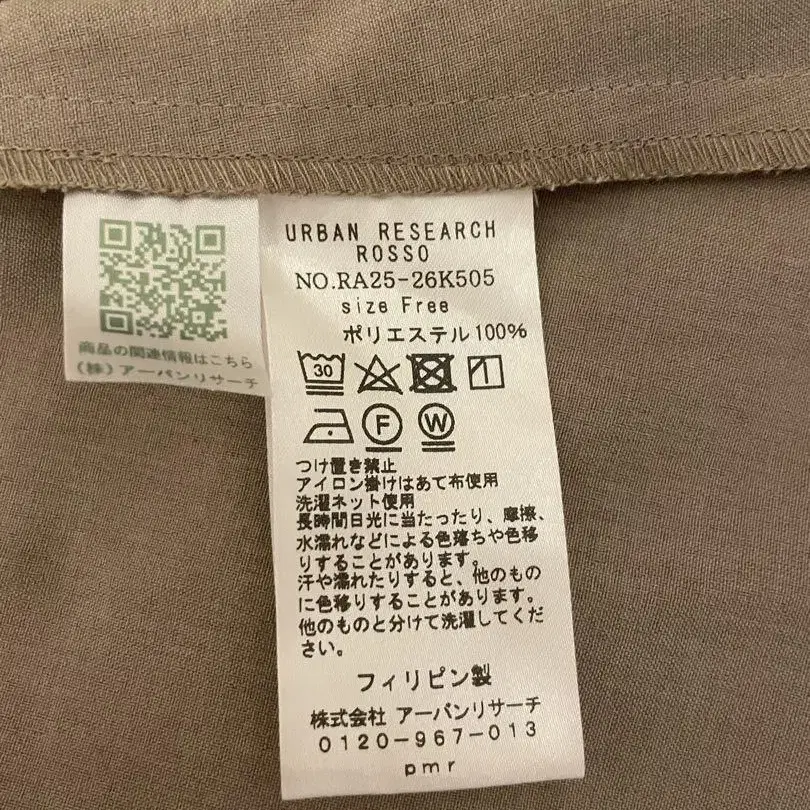 URBAN RESEARCH
ROSSO
NO.RA25-26K505
size Free
ポリエステル100%
30
F W
つけ置き禁止
アイロン掛けはあて布使用
洗濯ネット使用
長時間日光に当たったり、摩擦、
水濡れなどによる色落ちや色移
りすることがあります。
汗や濡れたりすると、他のもの
に色移りすることがあります。
他のものと分けて洗濯してくだ
さい。
フィリピン製
株式会社 アーバンリサーチ
0120-967-013
pmr
商品の関連情報はこちら
(株) アーバンリサーチ